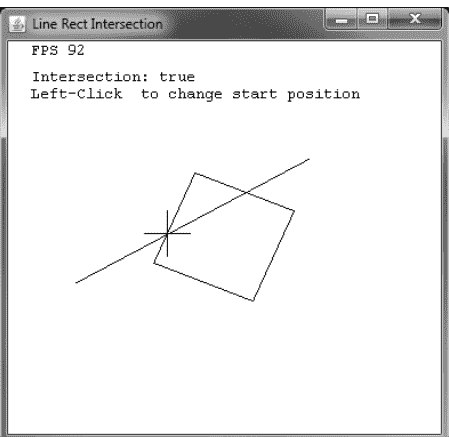 Line Rect Intersection
FPS 92
Intersection: true
Left-Click  to change start position